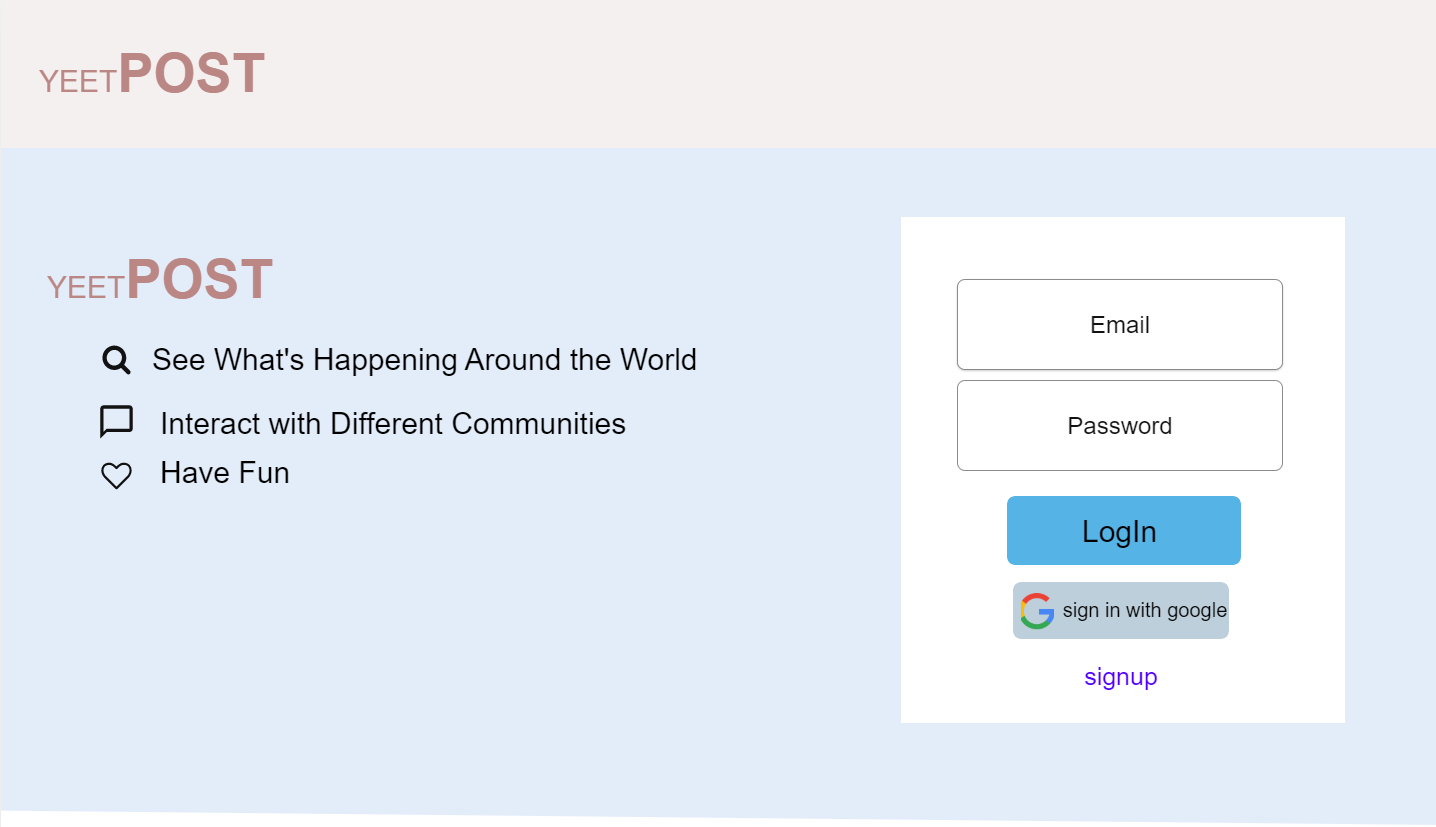 YEETPOST
YEETPOST
See What's Happening Around the World
Interact with Different Communities
Have Fun
Email
Password
LogIn
sign in with google
signup